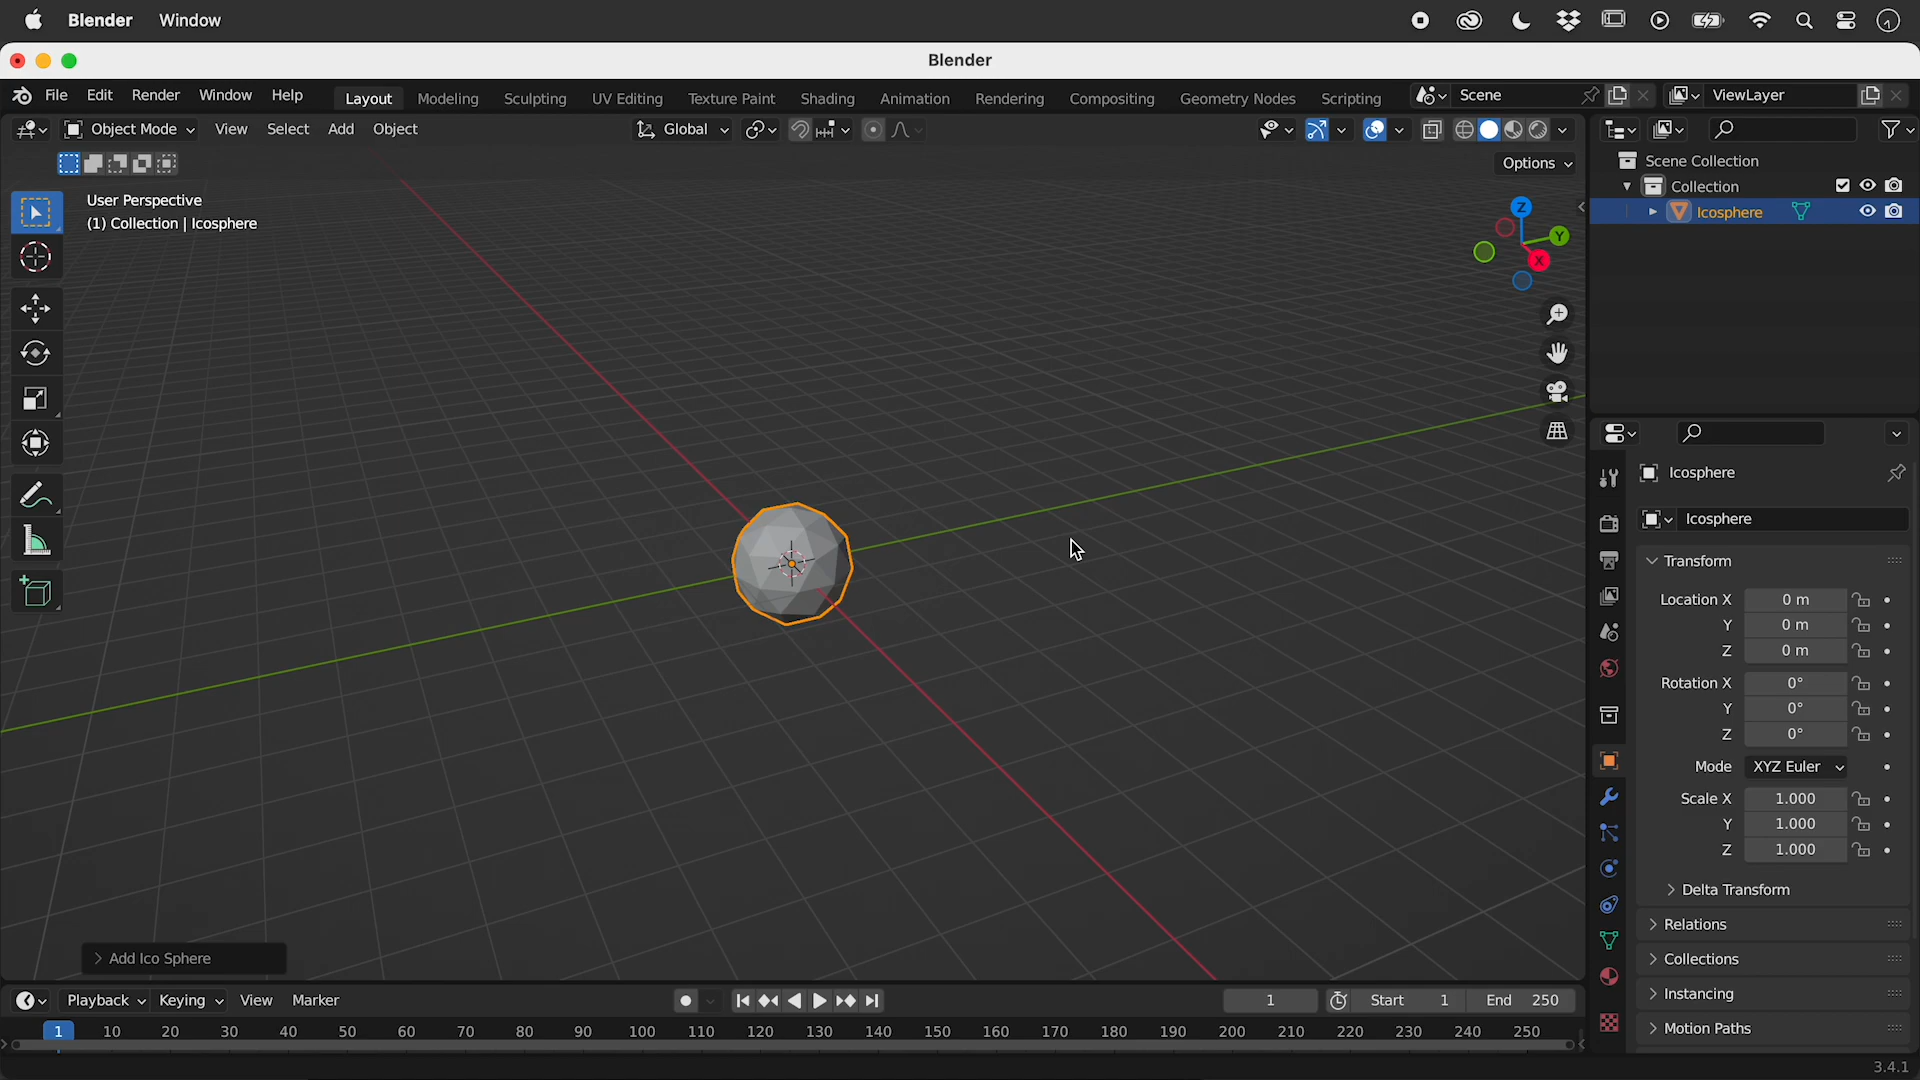 Blender Window
Blender
File Edit Render Window Help Layout Modeling Sculpting UV Editing Texture Paint Shading Animation Rendering Compositing Geometry Nodes Scripting Scene ViewLayer
Object Mode View Select Add Object Global
Options
User Perspective
(1) Collection | Icosphere
Z
Y
X
Scene Collection
Collection
Icosphere
Icosphere
Icosphere
Transform
Location X 0 m
Y 0 m
Z 0 m
Rotation X 0°
Y 0°
Z 0°
Mode XYZ Euler
Scale X 1.000
Y 1.000
Z 1.000
Delta Transform
Relations
Collections
Instancing
Motion Paths
Add Ico Sphere
Playback Keying View Marker 1 Start 1 End 250
1 10 20 30 40 50 60 70 80 90 100 110 120 130 140 150 160 170 180 190 200 210 220 230 240 250
3.4.1